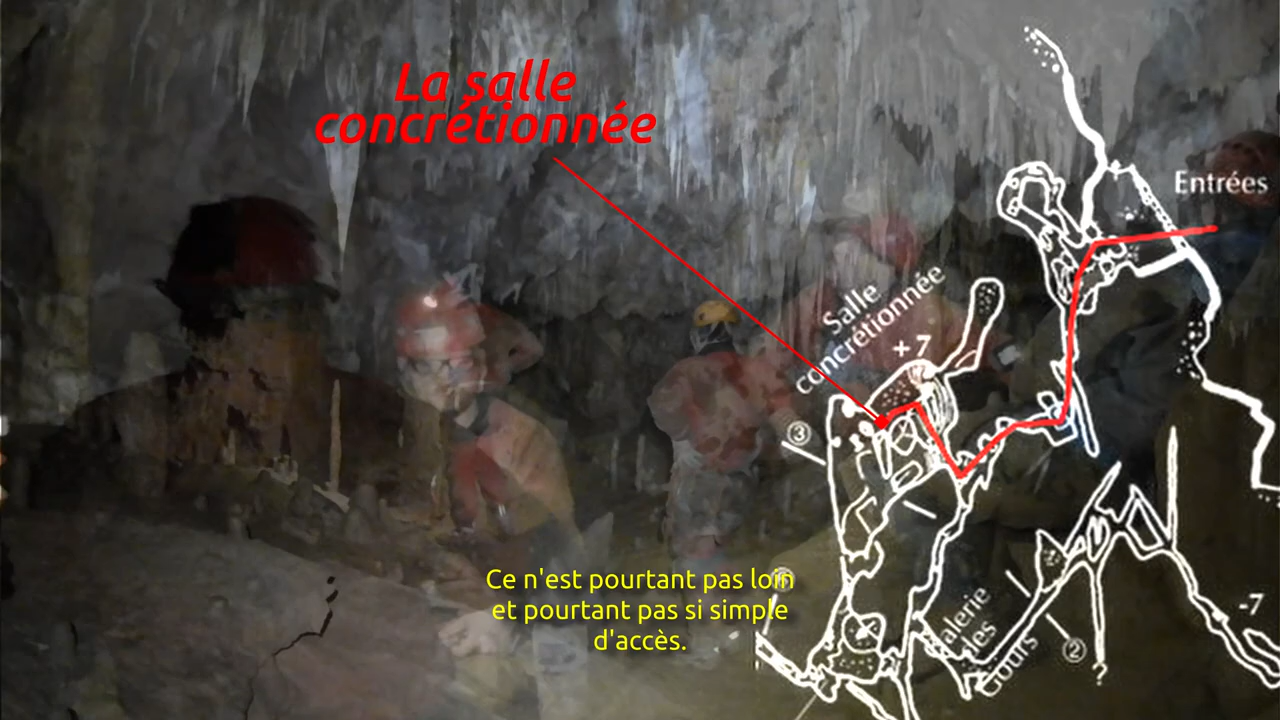 La salle
concrétionnée
Entrées
Salle
concrétionnée
+ 7
③
Ce n'est pourtant pas loin
et pourtant pas si simple
d'accès.
-7
alerie
des
Gours
②
?